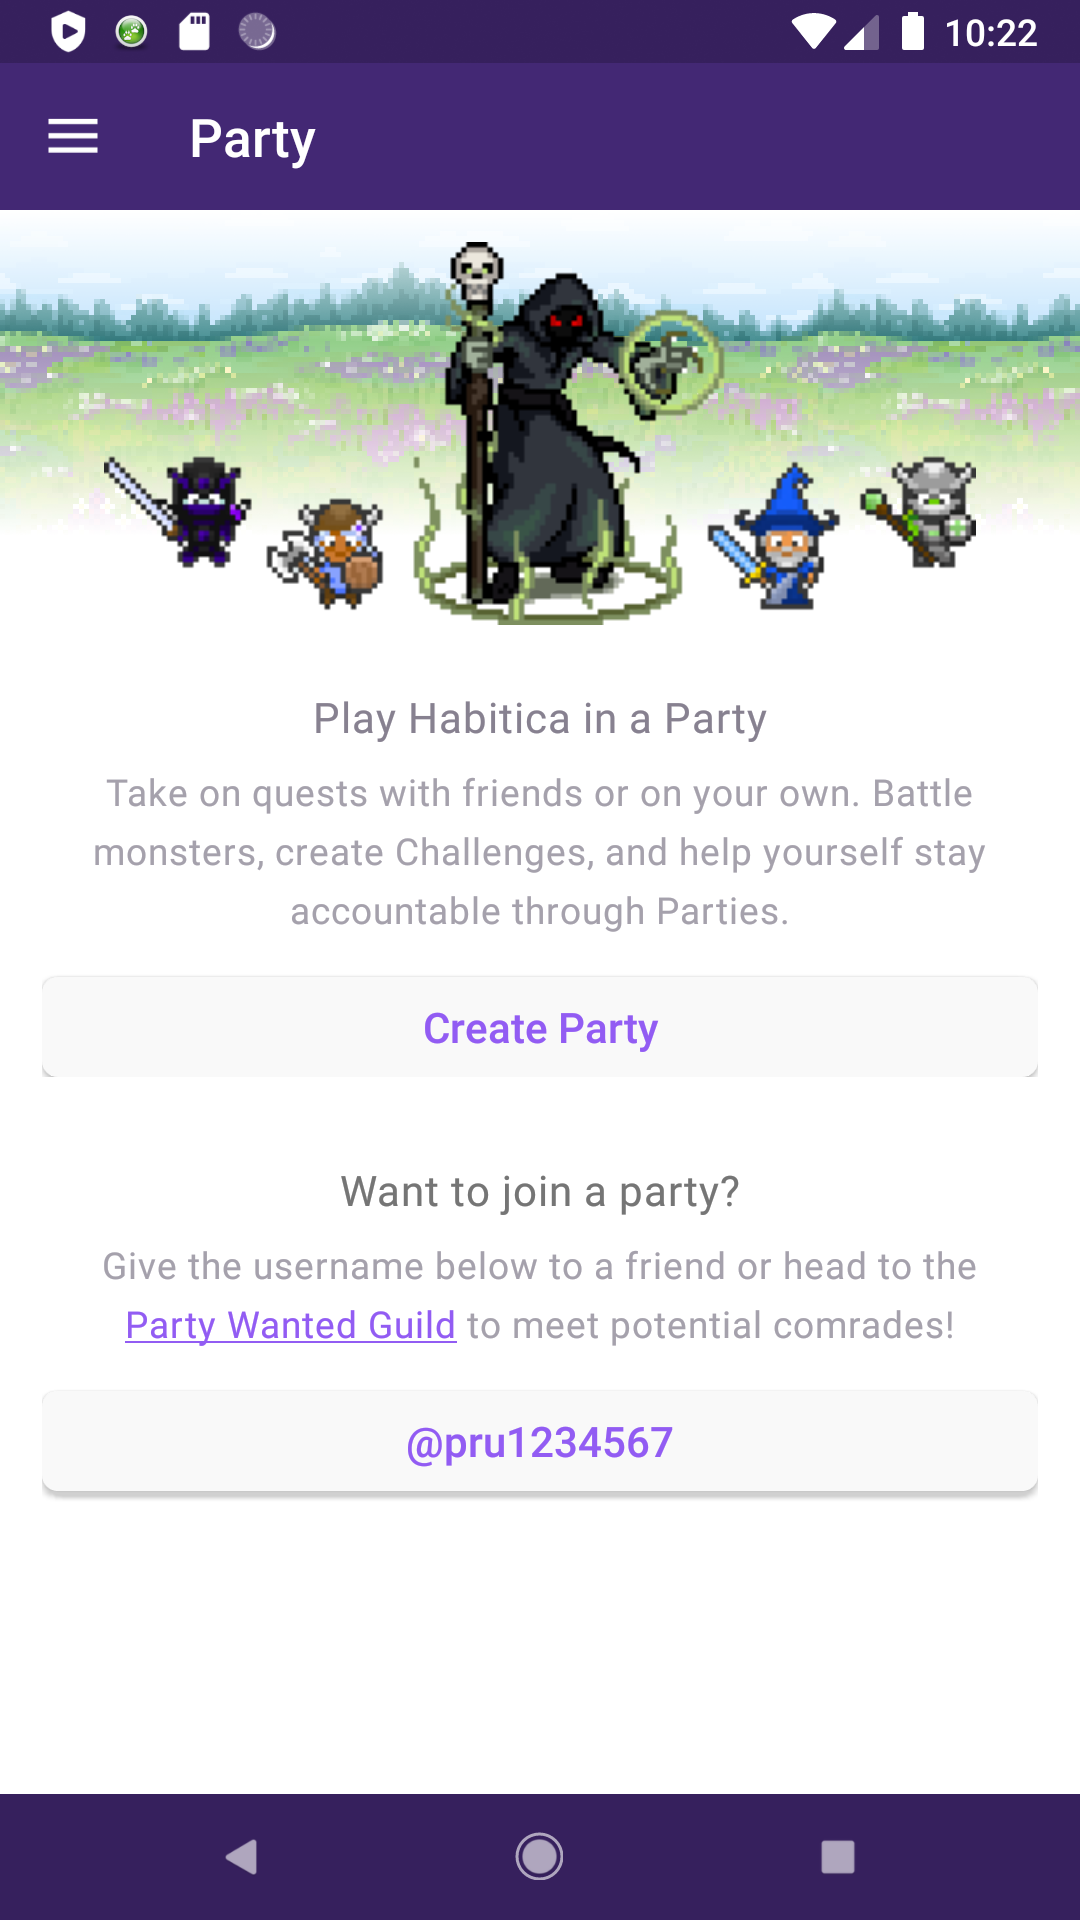 10:22
Party
Play Habitica in a Party
Take on quests with friends or on your own. Battle
monsters, create Challenges, and help yourself stay
accountable through Parties.
Create Party
Want to join a party?
Give the username below to a friend or head to the
Party Wanted Guild to meet potential comrades!
@pru1234567